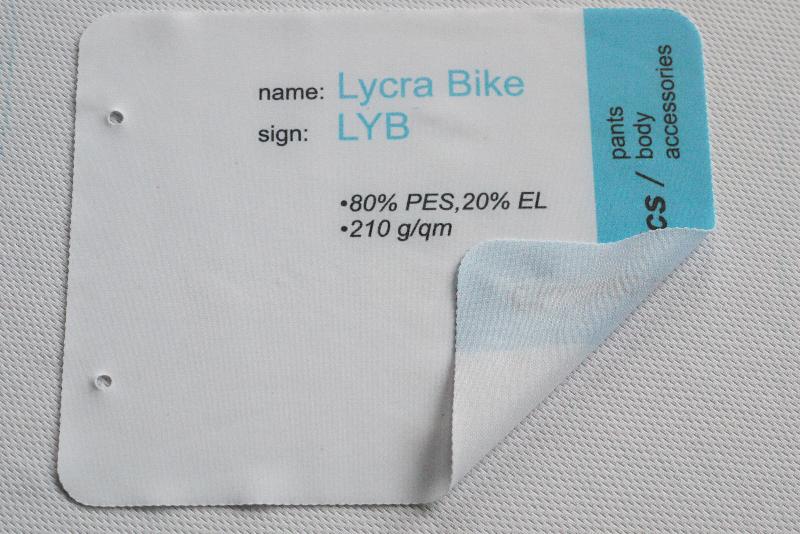 name: Lycra Bike
sign: LYB
•80% PES,20% EL
•210 g/qm
pants
body
accessories
cs /